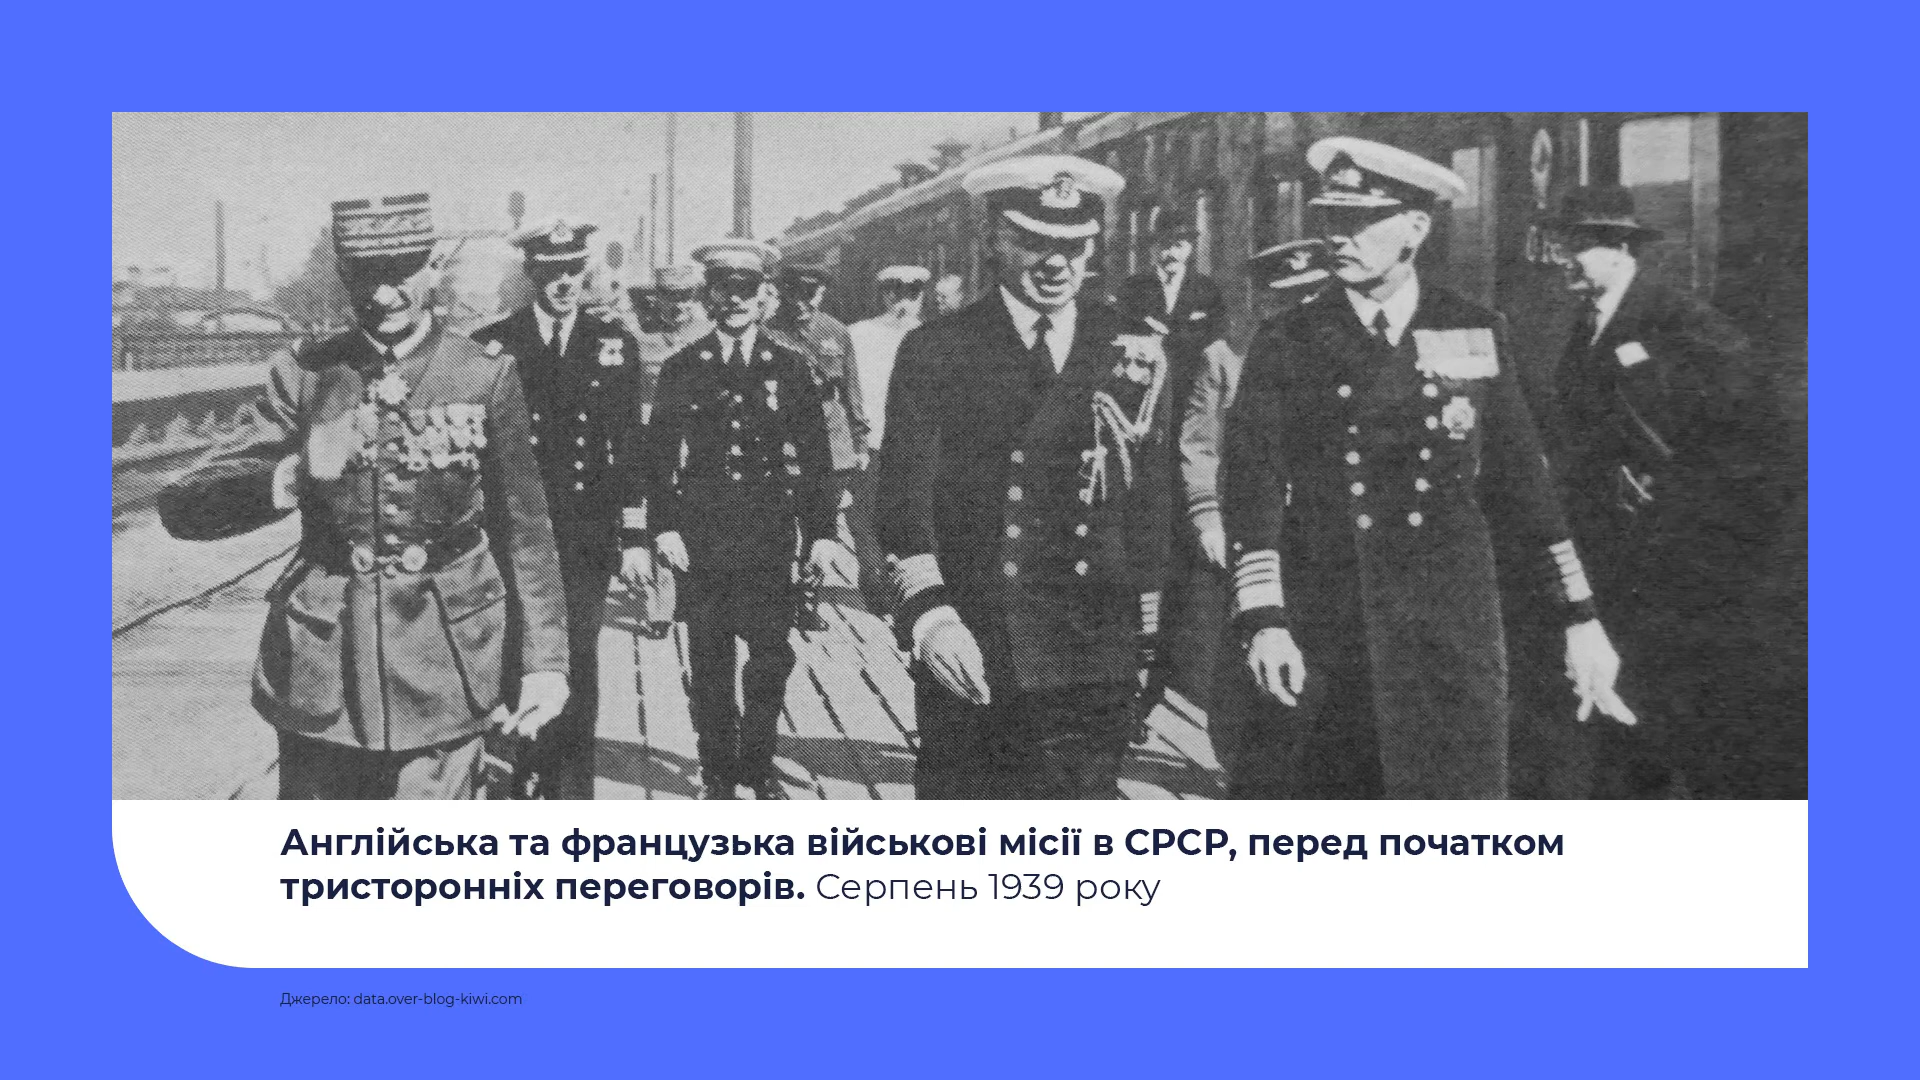 Англійська та французька військові місії в СРСР, перед початком
тристоронніх переговорів. Серпень 1939 року
Джерело: data.over-blog-kiwi.com